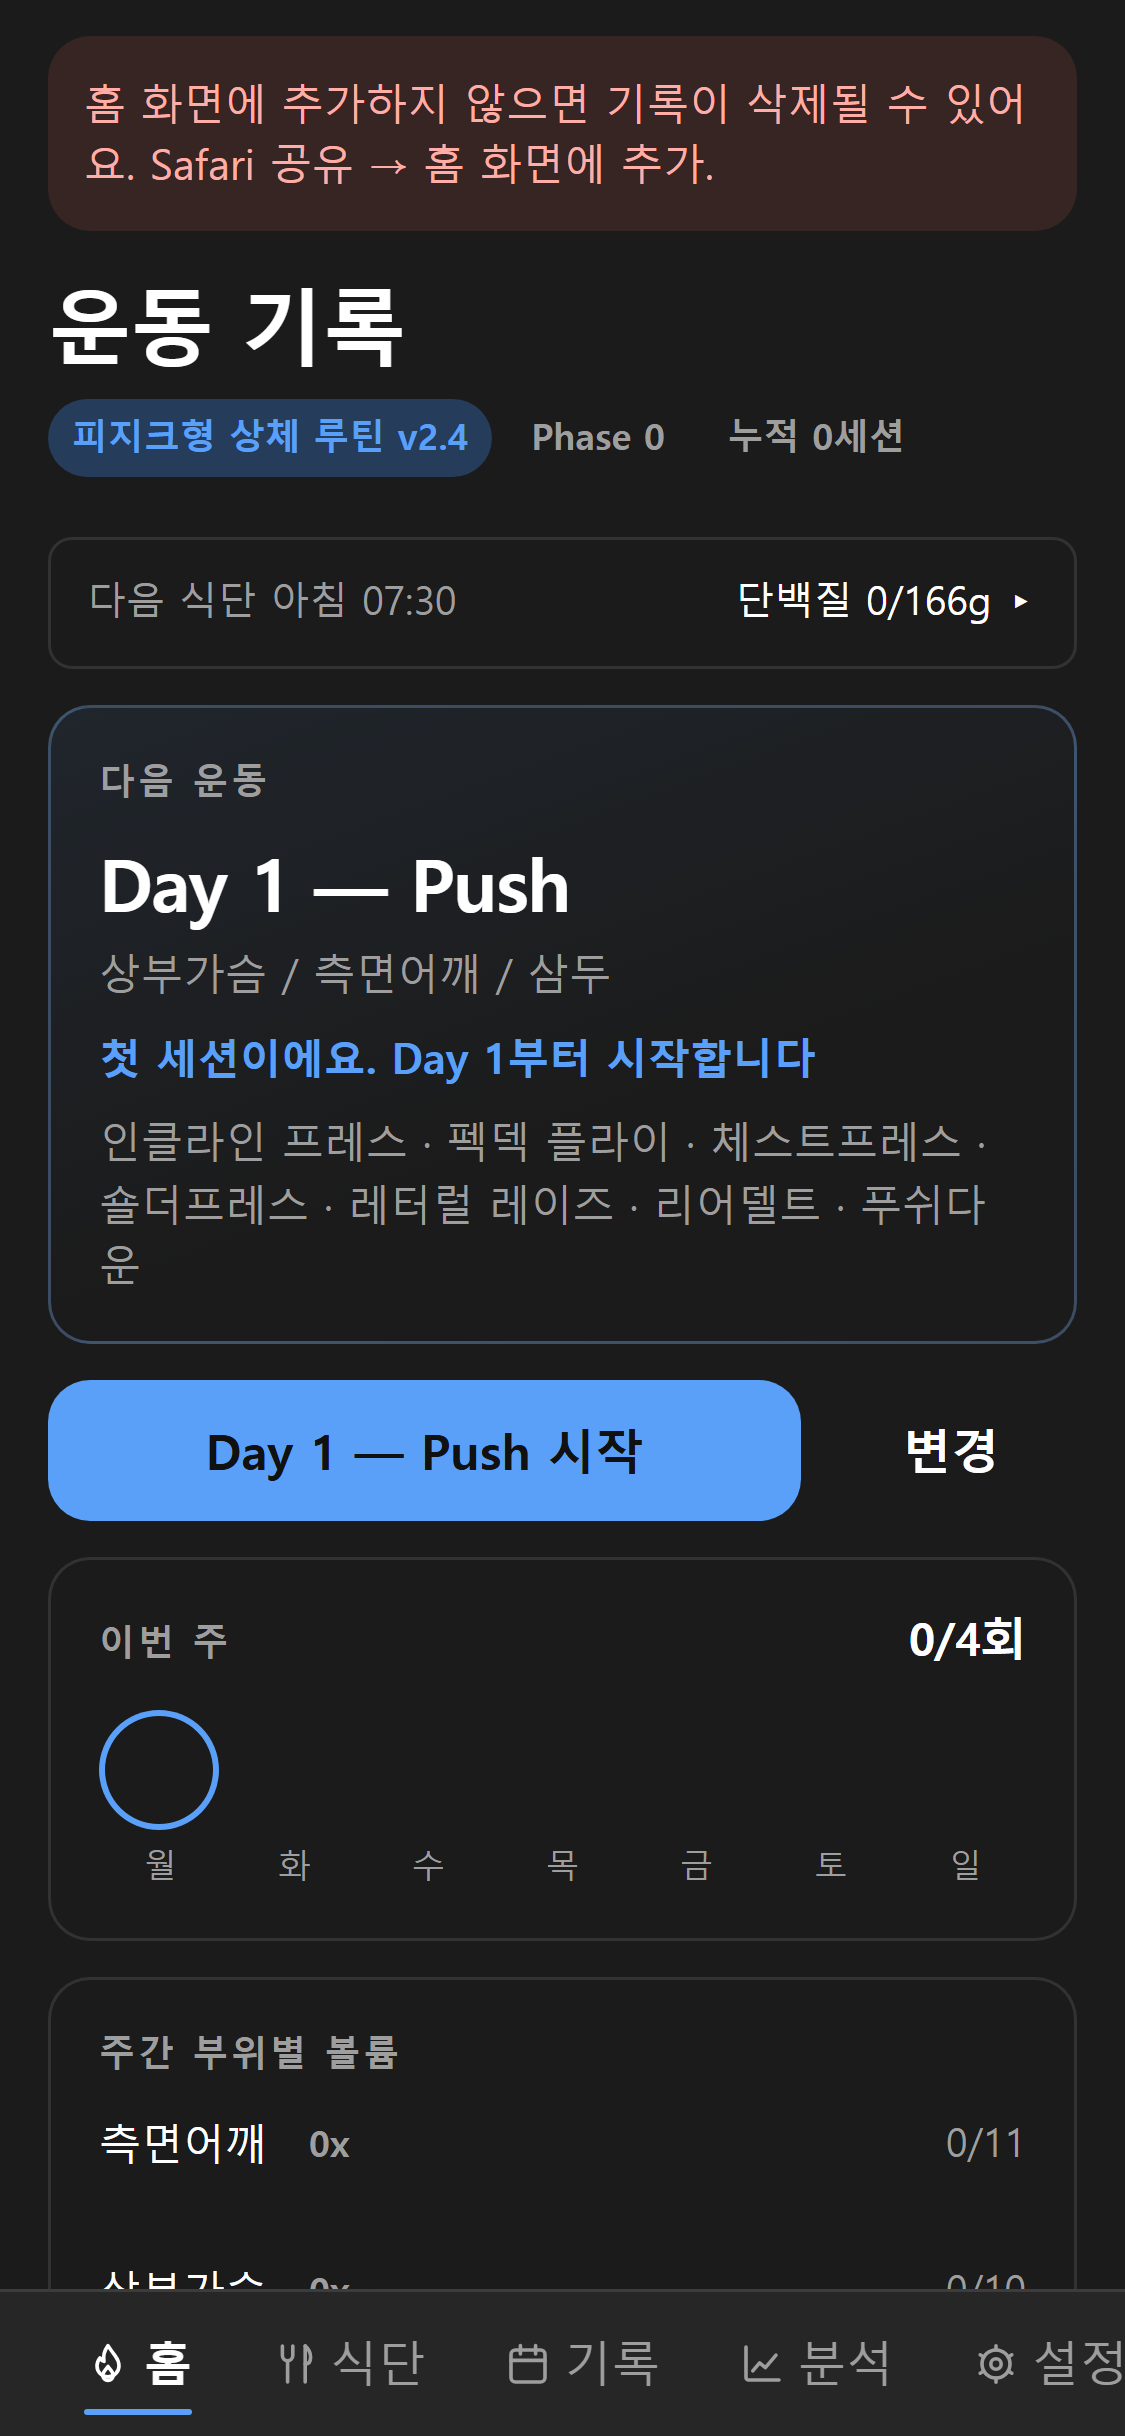 홈 화면에 추가하지 않으면 기록이 삭제될 수 있어
요. Safari 공유 → 홈 화면에 추가.
운동 기록
피지크형 상체 루틴 v2.4 Phase 0 누적 0세션
다음 식단 아침 07:30 단백질 0/166g ▸
다음 운동
Day 1 — Push
상부가슴 / 측면어깨 / 삼두
첫 세션이에요. Day 1부터 시작합니다
인클라인 프레스 · 펙덱 플라이 · 체스트프레스 ·
숄더프레스 · 레터럴 레이즈 · 리어델트 · 푸쉬다
운
Day 1 — Push 시작 변경
이번 주 0/4회
월 화 수 목 금 토 일
주간 부위별 볼륨
측면어깨 0x 0/11
상부가슴 0x 0/10
홈 식단 기록 분석 설정